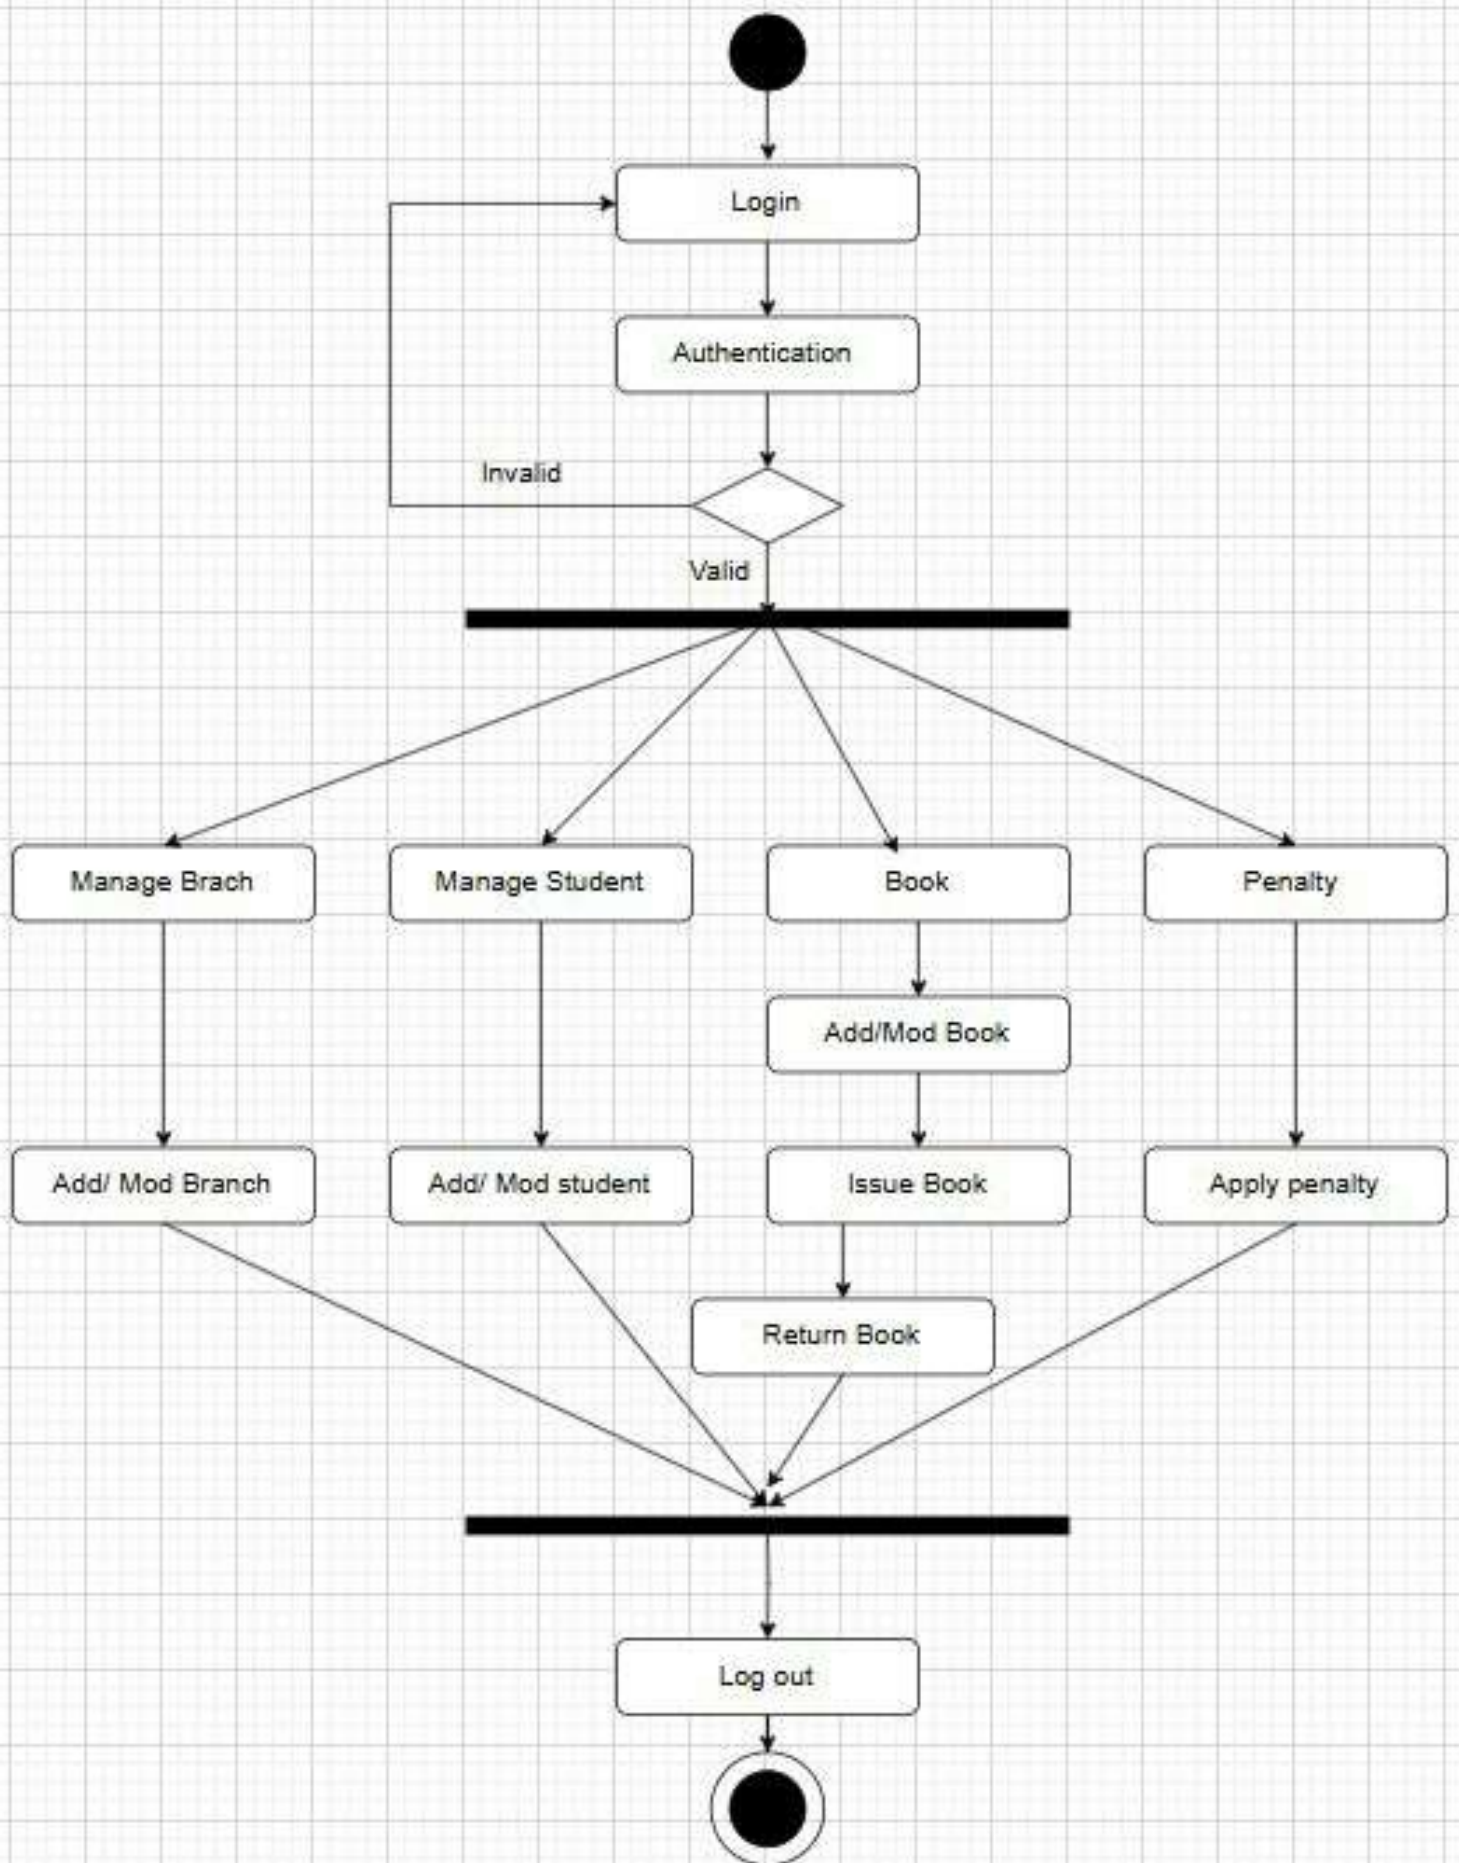 Login
Authentication
Invalid
Valid
Manage Brach
Manage Student
Book
Penalty
Add/Mod Book
Add/ Mod Branch
Add/ Mod student
Issue Book
Apply penalty
Return Book
Log out